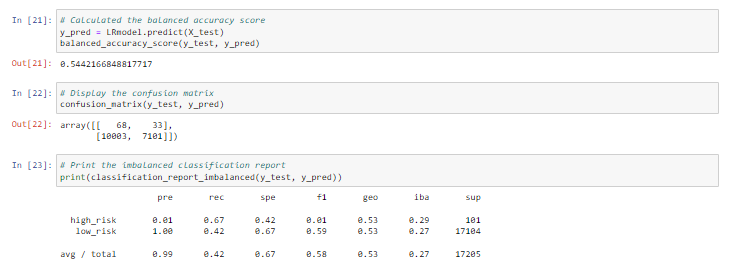 In [21]: # Calculated the balanced accuracy score
y_pred = LRmodel.predict(X_test)
balanced_accuracy_score(y_test, y_pred)
Out[21]: 0.5442166848817717
In [22]: # Display the confusion matrix
confusion_matrix(y_test, y_pred)
Out[22]: array([[   68,    33],
[10003,  7101]])
In [23]: # Print the imbalanced classification report
print(classification_report_imbalanced(y_test, y_pred))
pre rec spe f1 geo iba sup
high_risk 0.01 0.67 0.42 0.01 0.53 0.29 101
low_risk 1.00 0.42 0.67 0.59 0.53 0.27 17104
avg / total 0.99 0.42 0.67 0.58 0.53 0.27 17205